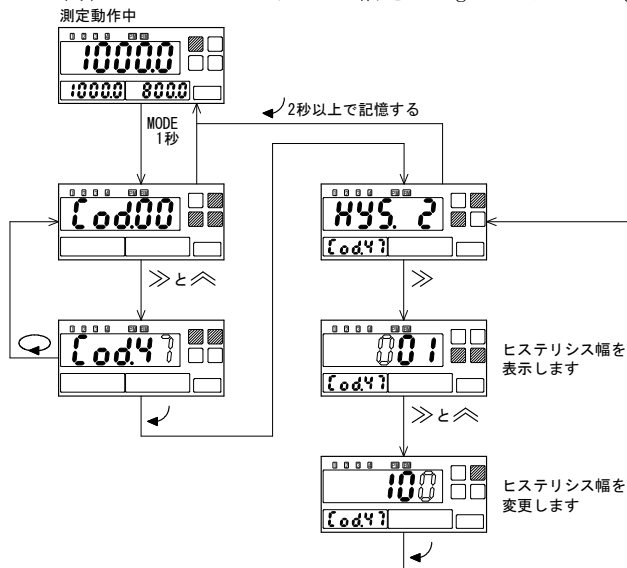 測定動作中
1000.0
1000.0 800.0
MODE
1秒
2秒以上で記憶する
Cod.00
HYS. 2
Cod.47
≫と︽
≫
Cod.47
001
Cod.47
ヒステリシス幅を
表示します
≫と︽
100
Cod.47
ヒステリシス幅を
変更します